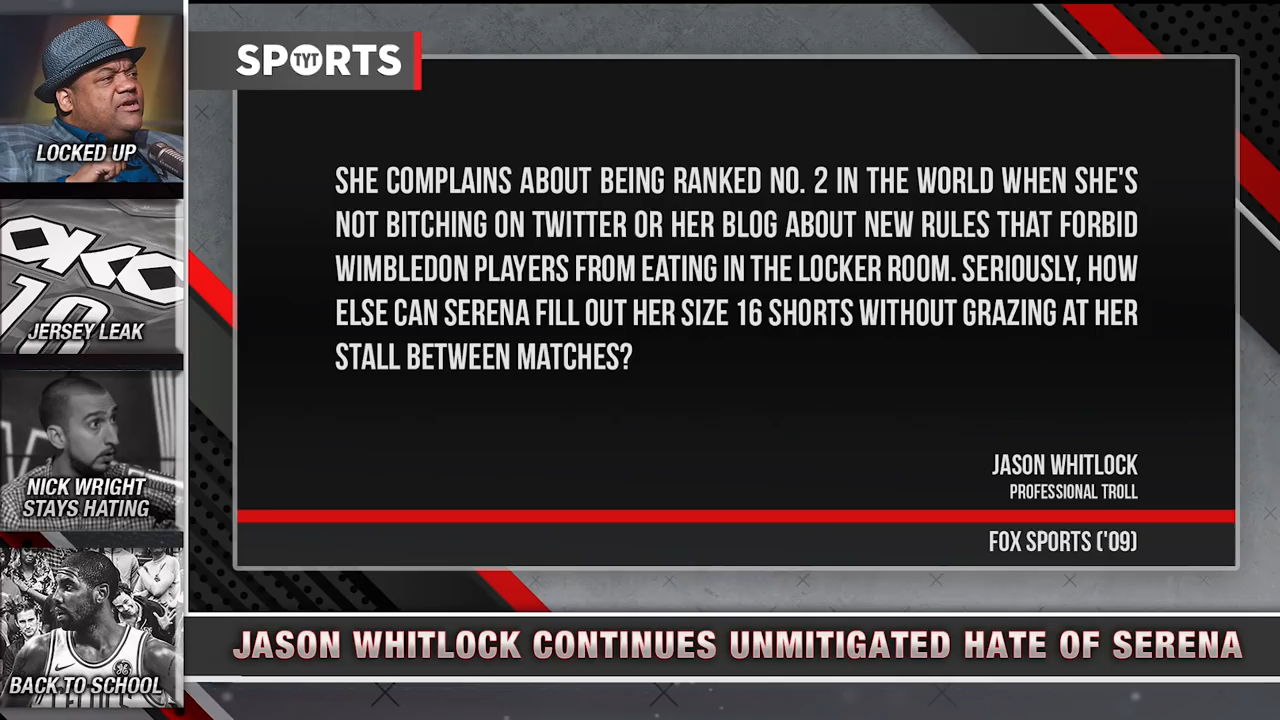 LOCKED UP
JERSEY LEAK
10
NICK WRIGHT
STAYS HATING
BACK TO SCHOOL
SPORTS
TYT
SHE COMPLAINS ABOUT BEING RANKED NO. 2 IN THE WORLD WHEN SHE'S
NOT BITCHING ON TWITTER OR HER BLOG ABOUT NEW RULES THAT FORBID
WIMBLEDON PLAYERS FROM EATING IN THE LOCKER ROOM. SERIOUSLY, HOW
ELSE CAN SERENA FILL OUT HER SIZE 16 SHORTS WITHOUT GRAZING AT HER
STALL BETWEEN MATCHES?
JASON WHITLOCK
PROFESSIONAL TROLL
FOX SPORTS ('09)
JASON WHITLOCK CONTINUES UNMITIGATED HATE OF SERENA